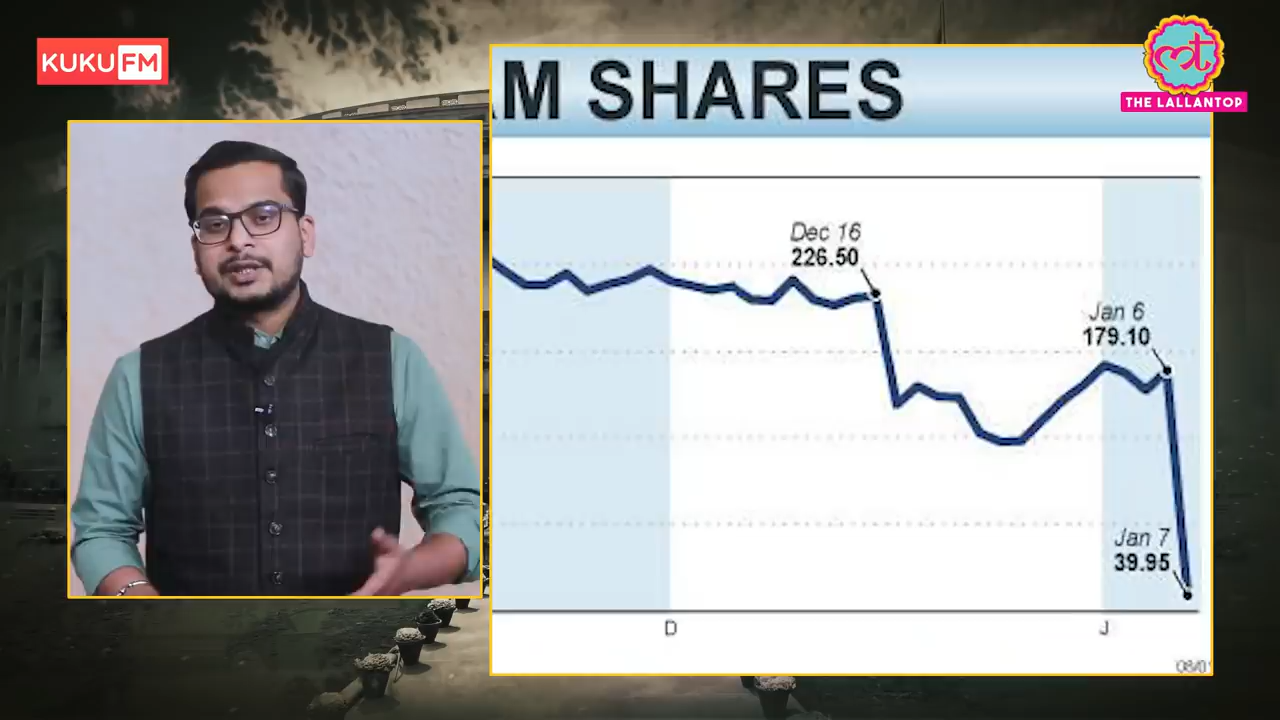 KUKU FM
THE LALLANTOP
M SHARES
Dec 16
226.50
Jan 6
179.10
Jan 7
39.95
D
J